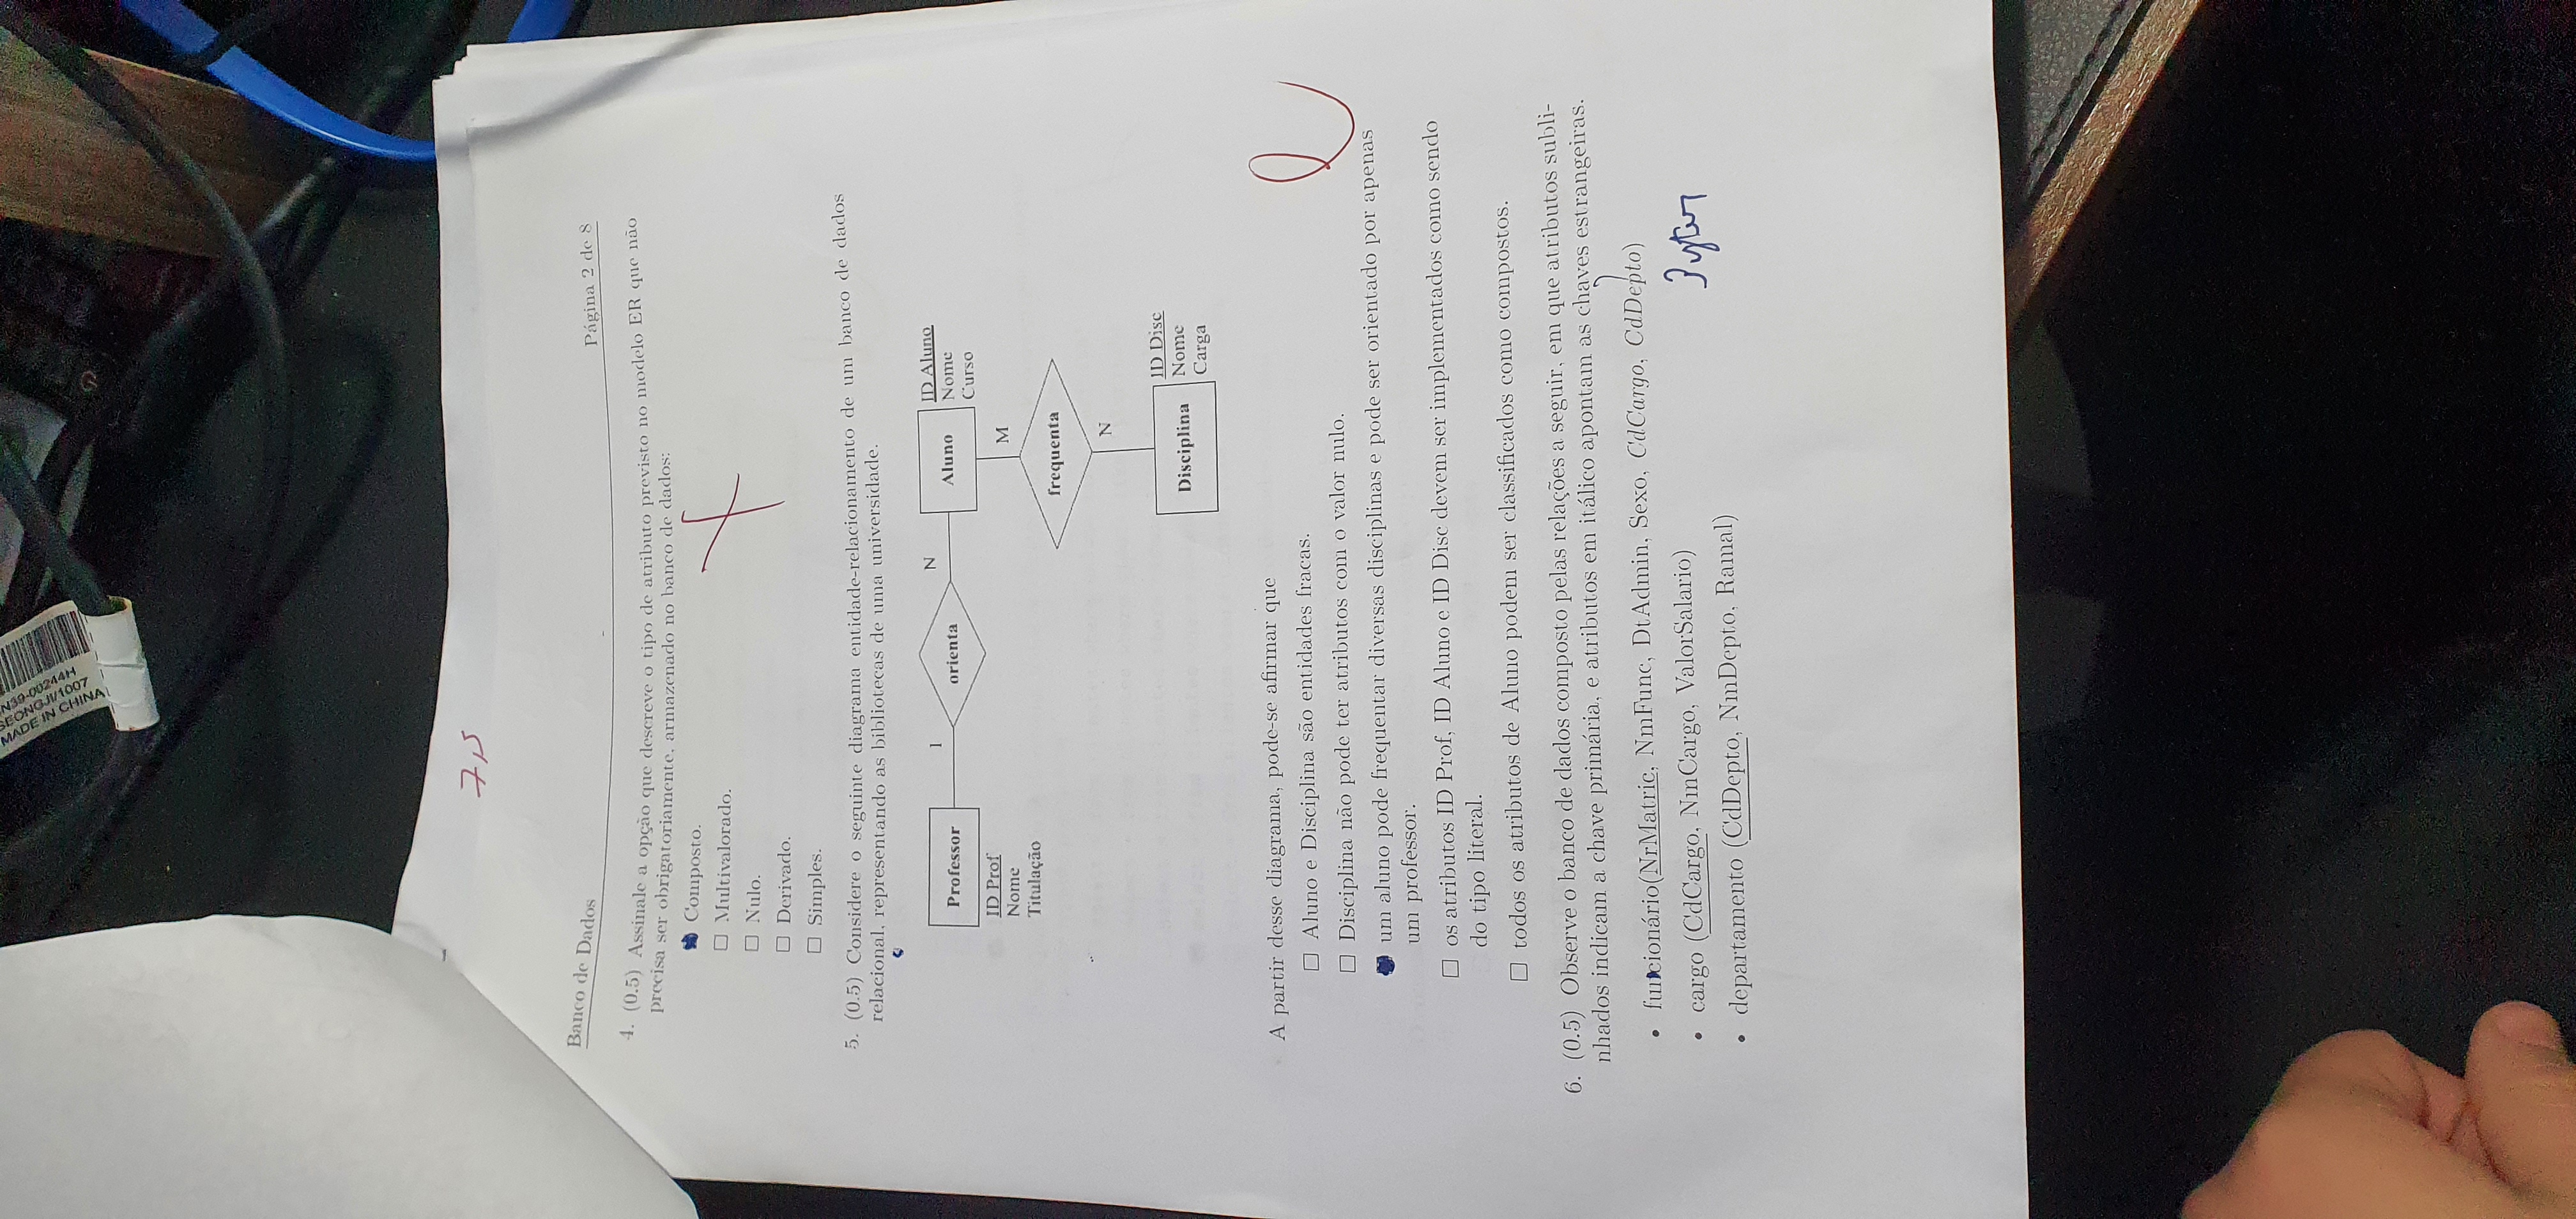 N39-00244H
SEONGJI/1007
MADE IN CHINA
7,5
Banco de Dados
Página 2 de 8
4. (0.5) Assinale a opção que descreve o tipo de atributo previsto no modelo ER que não
precisa ser obrigatoriamente, armazenado no banco de dados:
Composto.
☐ Multivalorado.
☐ Nulo.
☐ Derivado.
☐ Simples.
5. (0.5) Considere o seguinte diagrama entidade-relacionamento de um banco de dados
relacional, representando as bibliotecas de uma universidade.
Professor
1
orienta
N
Aluno
ID Aluno
Nome
Curso
ID Prof
Nome
Titulação
M
frequenta
N
Disciplina
ID Disc
Nome
Carga
A partir desse diagrama, pode-se afirmar que
☐ Aluno e Disciplina são entidades fracas.
☐ Disciplina não pode ter atributos com o valor nulo.
um aluno pode frequentar diversas disciplinas e pode ser orientado por apenas
um professor.
☐ os atributos ID Prof, ID Aluno e ID Disc devem ser implementados como sendo
do tipo literal.
☐ todos os atributos de Aluno podem ser classificados como compostos.
6. (0.5) Observe o banco de dados composto pelas relações a seguir, em que atributos subli-
nhados indicam a chave primária, e atributos em itálico apontam as chaves estrangeiras.
• funcionário(NrMatric, NmFunc, DtAdmin, Sexo, CdCargo, CdDepto)
• cargo (CdCargo, NmCargo, ValorSalario)
• departamento (CdDepto, NmDepto, Ramal)